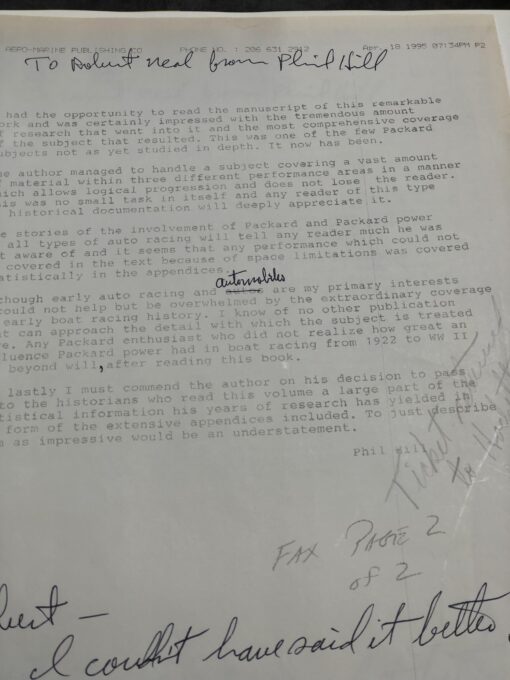 AERO-MARINE PUBLISHING CO PHONE NO. : 206 631 2912 Apr. 18 1995 07:34PM P2
To Robert Neal from Phil Hill
had the opportunity to read the manuscript of this remarkable
ork and was certainly impressed with the tremendous amount
f research that went into it and the most comprehensive coverage
f the subject that resulted. This was one of the few Packard
ubjects not as yet studied in depth. It now has been.
he author managed to handle a subject covering a vast amount
f material within three different performance areas in a manner
hich allows logical progression and does not lose the reader.
his was no small task in itself and any reader of this type
historical documentation will deeply appreciate it.
e stories of the involvement of Packard and Packard power
all types of auto racing will tell any reader much he was
t aware of and it seems that any performance which could not
covered in the text because of space limitations was covered
atistically in the appendices.
automobiles
though early auto racing and autos are my primary interests
could not help but be overwhelmed by the extraordinary coverage
early boat racing history. I know of no other publication
t can approach the detail with which the subject is treated
e. Any Packard enthusiast who did not realize how great an
luence Packard power had in boat racing from 1922 to WW II
beyond will, after reading this book.
lastly I must commend the author on his decision to pass
to the historians who read this volume a large part of the
tistical information his years of research has yielded in
form of the extensive appendices included. To just describe
m as impressive would be an understatement.
Phil Hill
Ticket
to
FAX PAGE 2
of 2
bert —
I couldn't have said it better